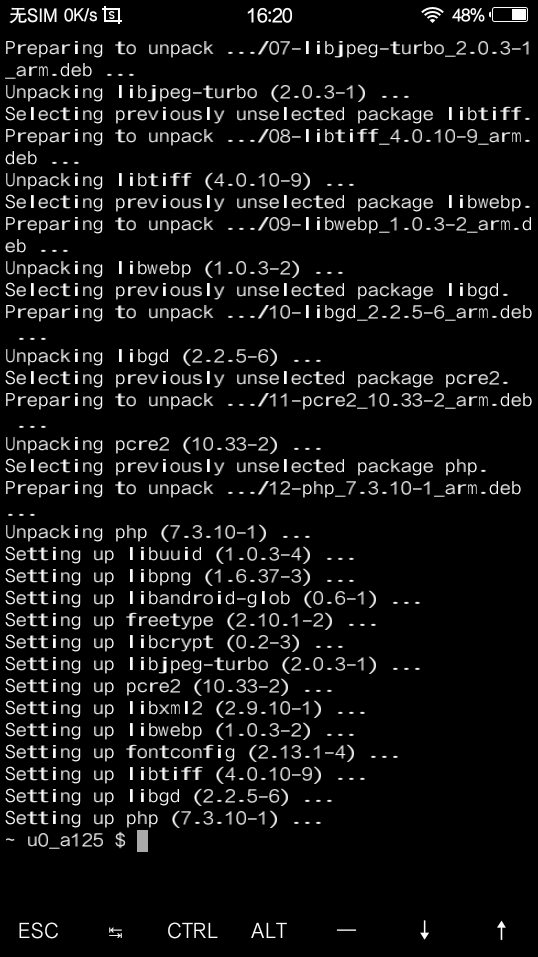 无SIM 0K/s 16:20 48%
Preparing to unpack .../07-libjpeg-turbo_2.0.3-1
_arm.deb ...
Unpacking libjpeg-turbo (2.0.3-1) ...
Selecting previously unselected package libtiff.
Preparing to unpack .../08-libtiff_4.0.10-9_arm.
deb ...
Unpacking libtiff (4.0.10-9) ...
Selecting previously unselected package libwebp.
Preparing to unpack .../09-libwebp_1.0.3-2_arm.d
eb ...
Unpacking libwebp (1.0.3-2) ...
Selecting previously unselected package libgd.
Preparing to unpack .../10-libgd_2.2.5-6_arm.deb
...
Unpacking libgd (2.2.5-6) ...
Selecting previously unselected package pcre2.
Preparing to unpack .../11-pcre2_10.33-2_arm.deb
...
Unpacking pcre2 (10.33-2) ...
Selecting previously unselected package php.
Preparing to unpack .../12-php_7.3.10-1_arm.deb
...
Unpacking php (7.3.10-1) ...
Setting up libuuid (1.0.3-4) ...
Setting up libpng (1.6.37-3) ...
Setting up libandroid-glob (0.6-1) ...
Setting up freetype (2.10.1-2) ...
Setting up libcrypt (0.2-3) ...
Setting up libjpeg-turbo (2.0.3-1) ...
Setting up pcre2 (10.33-2) ...
Setting up libxml2 (2.9.10-1) ...
Setting up libwebp (1.0.3-2) ...
Setting up fontconfig (2.13.1-4) ...
Setting up libtiff (4.0.10-9) ...
Setting up libgd (2.2.5-6) ...
Setting up php (7.3.10-1) ...
~ u0_a125 $
ESC ↹ CTRL ALT — ↓ ↑